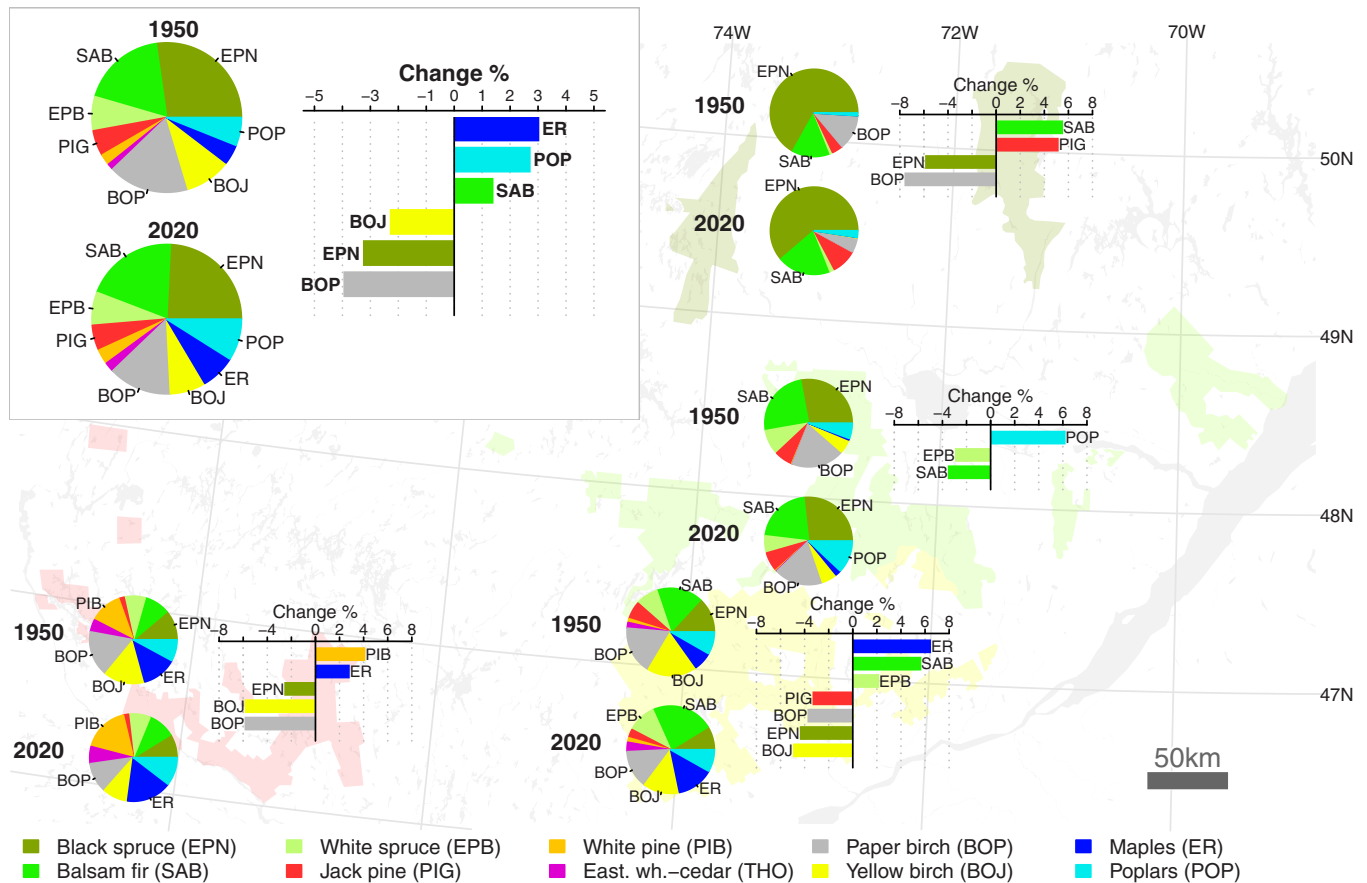 1950
SAB
EPN
EPB
PIG
POP
BOP
BOJ
2020
SAB
EPN
EPB
PIG
POP
ER
BOP
BOJ
Change %
−5 −3 −1 0 1 2 3 4 5
ER
POP
SAB
BOJ
EPN
BOP
74W 72W 70W
50N
49N
48N
47N
1950
EPN
BOP
SAB
2020
EPN
SAB
Change %
−8 −4 0 2 4 6 8
SAB
PIG
EPN
BOP
1950
SAB
EPN
BOP
2020
SAB
EPN
POP
BOP
Change %
−8 −4 0 2 4 6 8
POP
EPB
SAB
1950
PIB
EPN
BOP
BOJ
ER
2020
PIB
BOP
ER
Change %
−8 −4 0 2 4 6 8
PIB
ER
EPN
BOJ
BOP
1950
SAB
EPN
BOP
BOJ
2020
EPB
SAB
BOP
BOJ
ER
Change %
−8 −4 0 2 4 6 8
ER
SAB
EPB
PIG
BOP
EPN
BOJ
50km
Black spruce (EPN) White spruce (EPB) White pine (PIB) Paper birch (BOP) Maples (ER)
Balsam fir (SAB) Jack pine (PIG) East. wh.−cedar (THO) Yellow birch (BOJ) Poplars (POP)